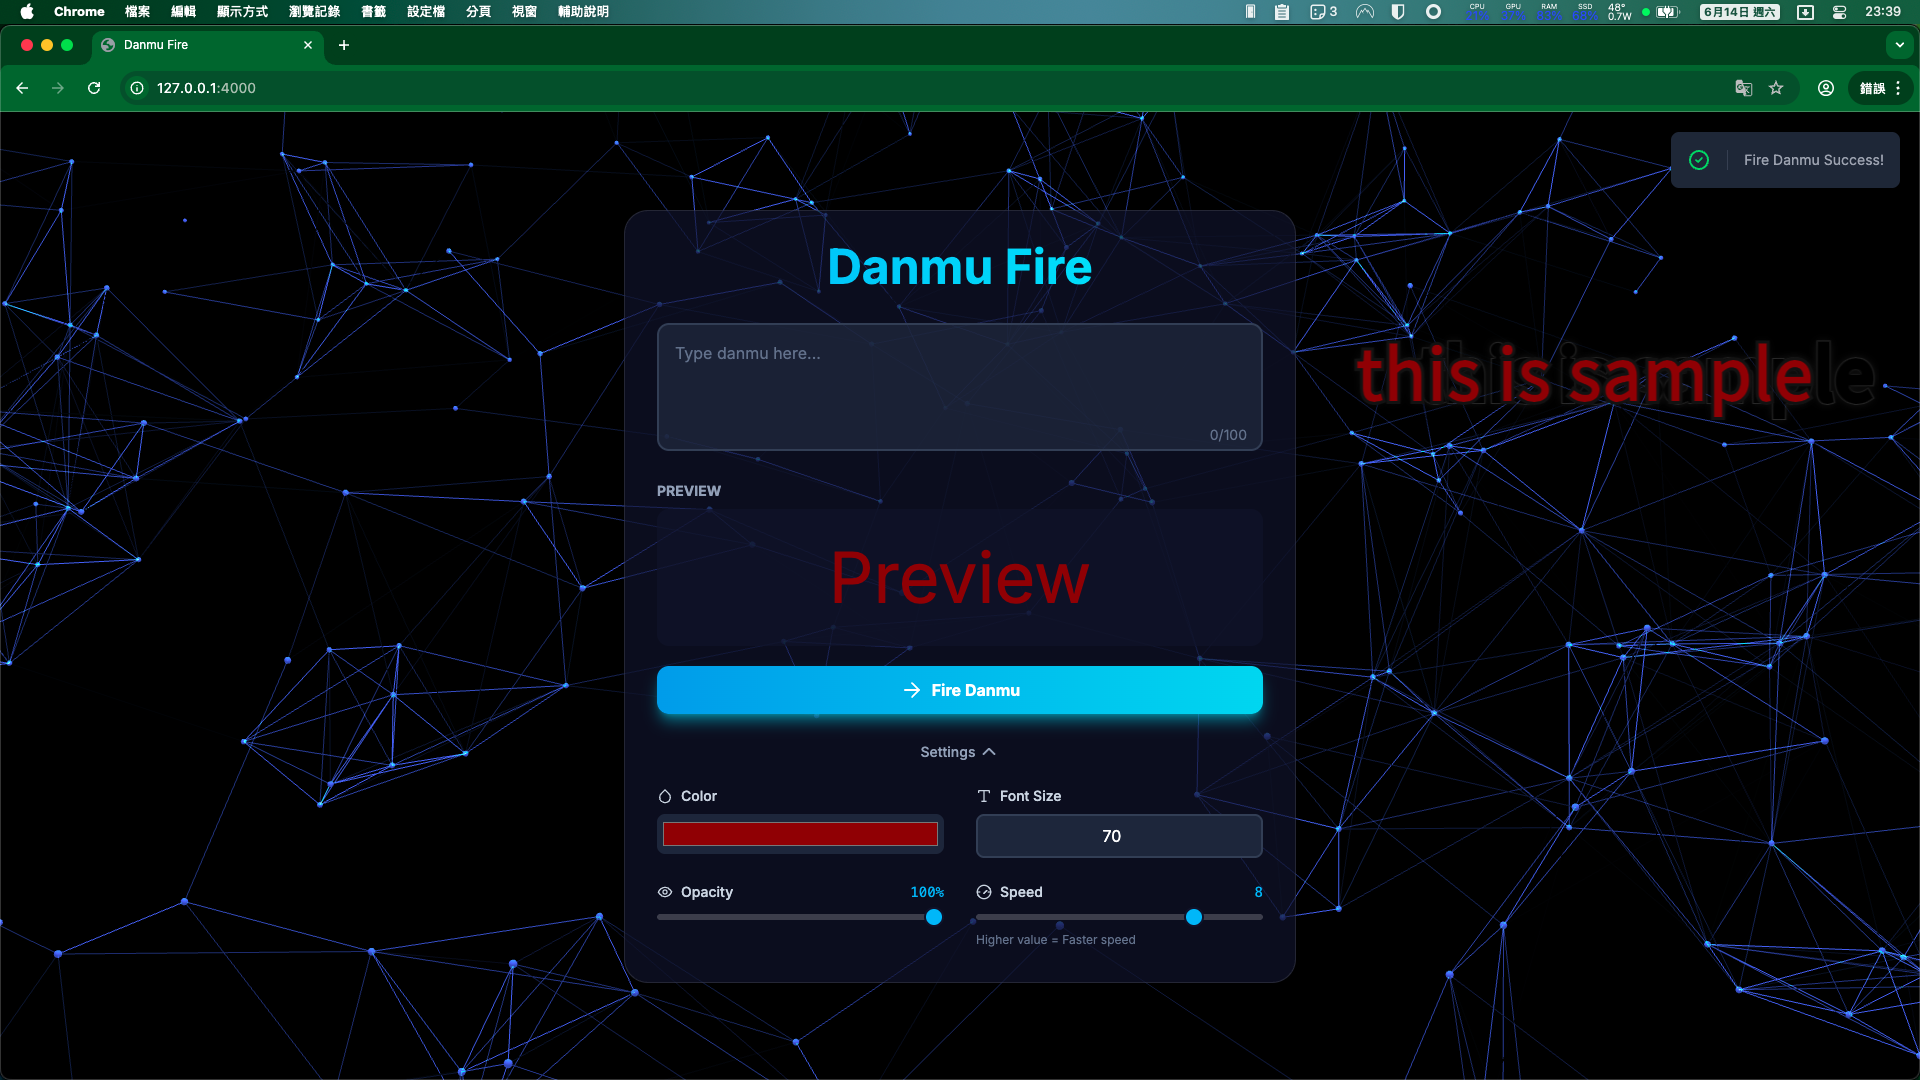 Chrome 檔案 編輯 顯示方式 瀏覽記錄 書籤 設定檔 分頁 視窗 輔助說明 3 CPU GPU RAM SSD 48° 0.7W 6月14日 週六 23:39
Danmu Fire
127.0.0.1:4000 錯誤
Fire Danmu Success!
Danmu Fire
Type danmu here...
0/100
this is sample
PREVIEW
Preview
Fire Danmu
Settings
Color
Font Size
70
Opacity 100%
Speed 8
Higher value = Faster speed